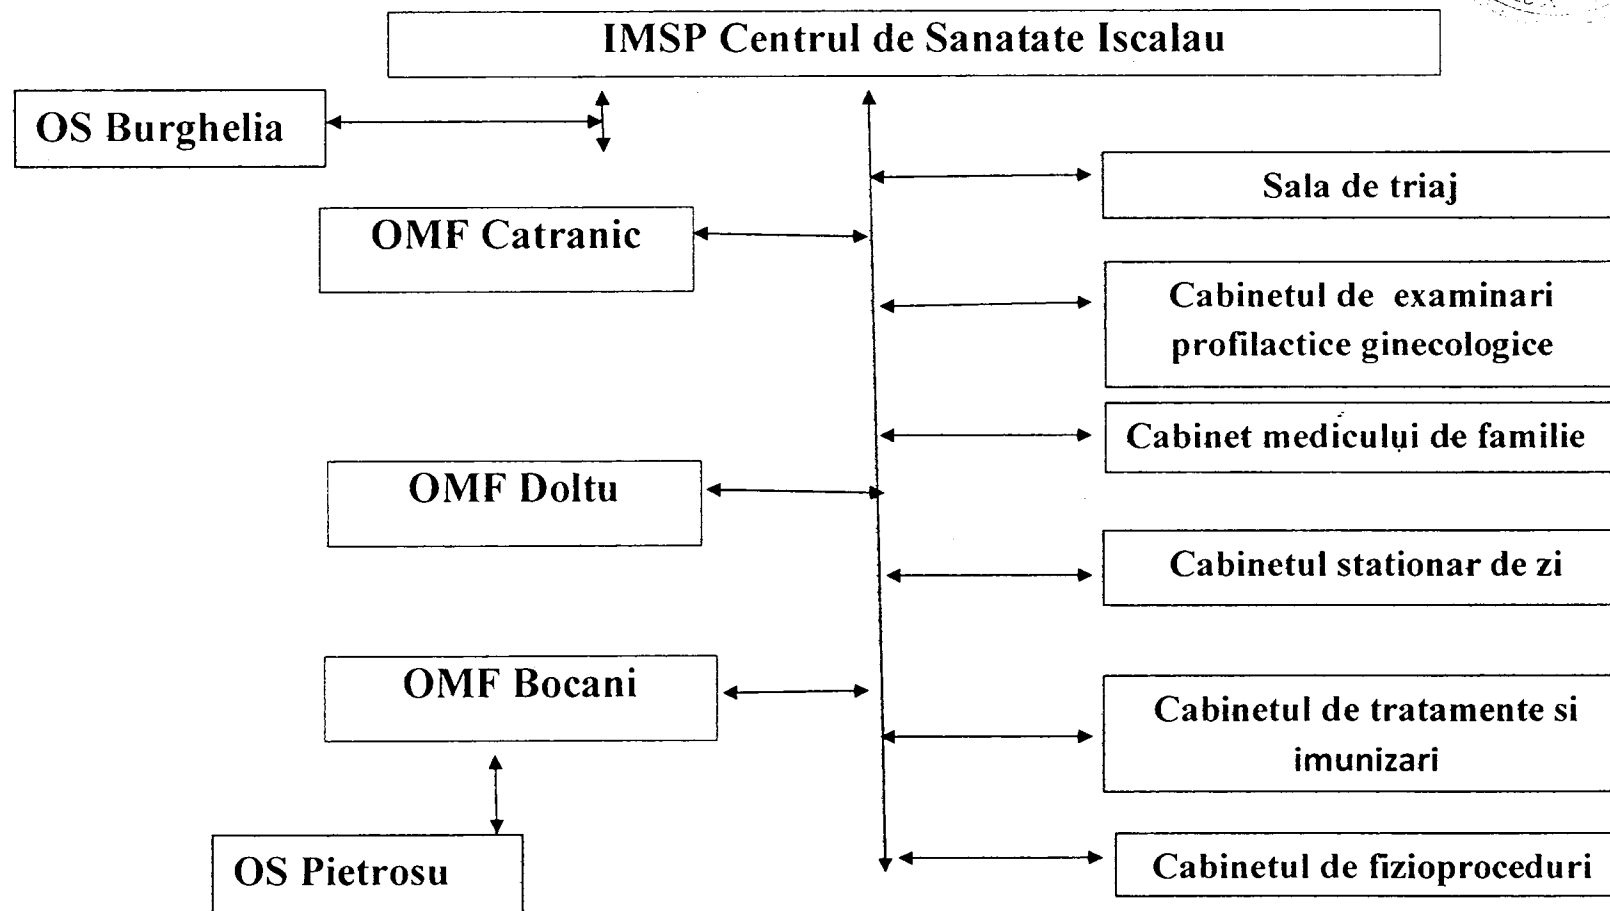 IMSP Centrul de Sanatate Iscalau
OS Burghelia
Sala de triaj
OMF Catranic
Cabinetul de examinari
profilactice ginecologice
Cabinet medicului de familie
OMF Doltu
Cabinetul stationar de zi
OMF Bocani
Cabinetul de tratamente si
imunizari
OS Pietrosu
Cabinetul de fizioproceduri